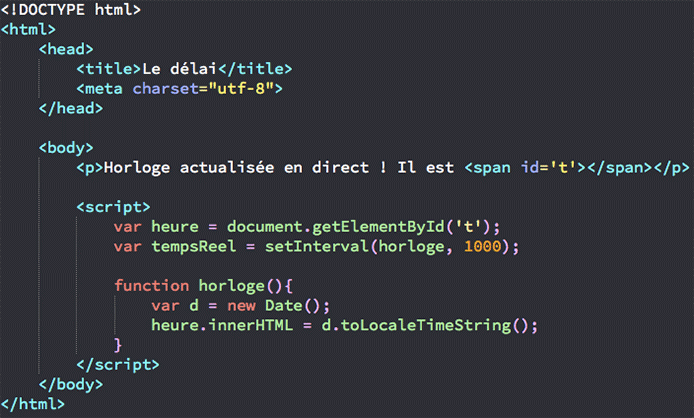 <!DOCTYPE html>
<html>
<head>
<title>Le délai</title>
<meta charset="utf-8">
</head>
<body>
<p>Horloge actualisée en direct ! Il est <span id='t'></span></p>
<script>
var heure = document.getElementById('t');
var tempsReel = setInterval(horloge, 1000);
function horloge(){
var d = new Date();
heure.innerHTML = d.toLocaleTimeString();
}
</script>
</body>
</html>